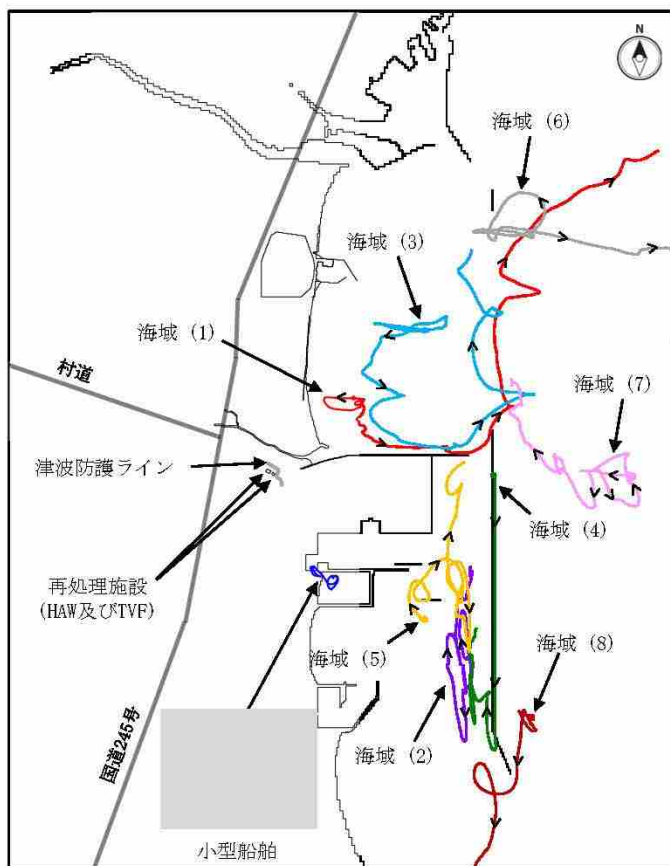 N
海域 (6)
海域 (3)
海域 (1)
村道
海域 (7)
津波防護ライン
海域 (4)
再処理施設
(HAW及びTVF)
海域 (5)
海域 (8)
海域 (2)
国道245号
小型船舶